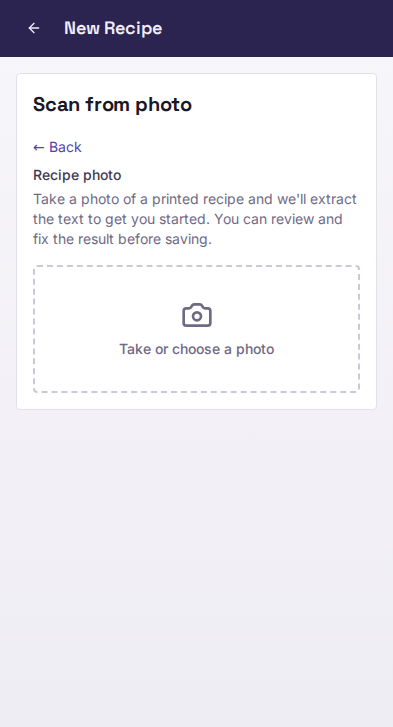 ← New Recipe
Scan from photo
← Back
Recipe photo
Take a photo of a printed recipe and we'll extract
the text to get you started. You can review and
fix the result before saving.
Take or choose a photo